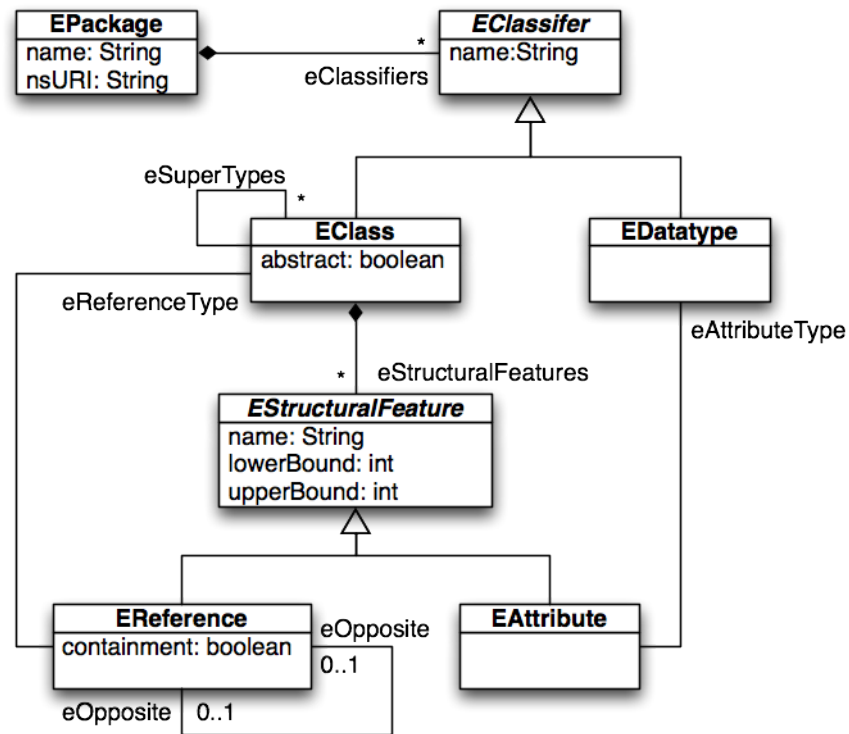 EPackage
name: String
nsURI: String
*
eClassifiers
EClassifer
name:String
eSuperTypes
*
EClass
abstract: boolean
EDatatype
eReferenceType
eAttributeType
*
eStructuralFeatures
EStructuralFeature
name: String
lowerBound: int
upperBound: int
EReference
containment: boolean
eOpposite
0..1
EAttribute
eOpposite
0..1